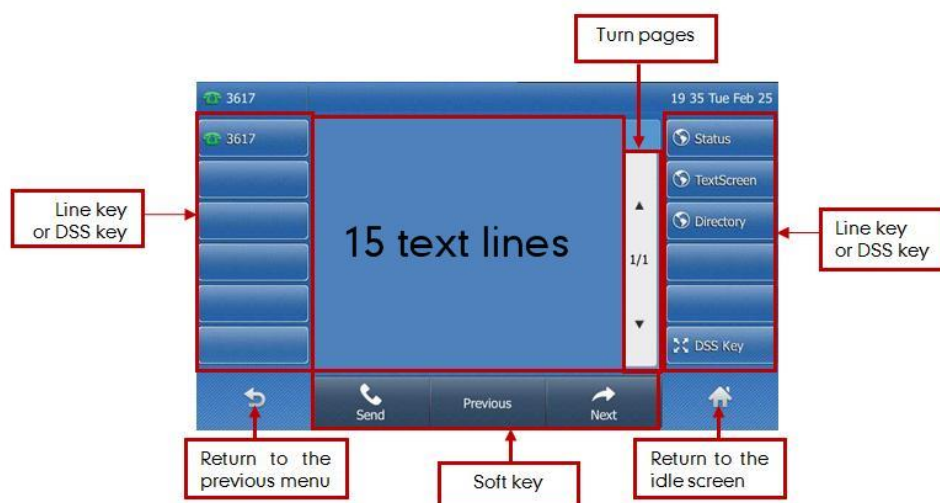 Turn pages
3617
19 35 Tue Feb 25
3617
Status
TextScreen
Directory
DSS Key
Line key
or DSS key
15 text lines
1/1
Line key
or DSS key
Send
Previous
Next
Return to the
previous menu
Soft key
Return to the
idle screen